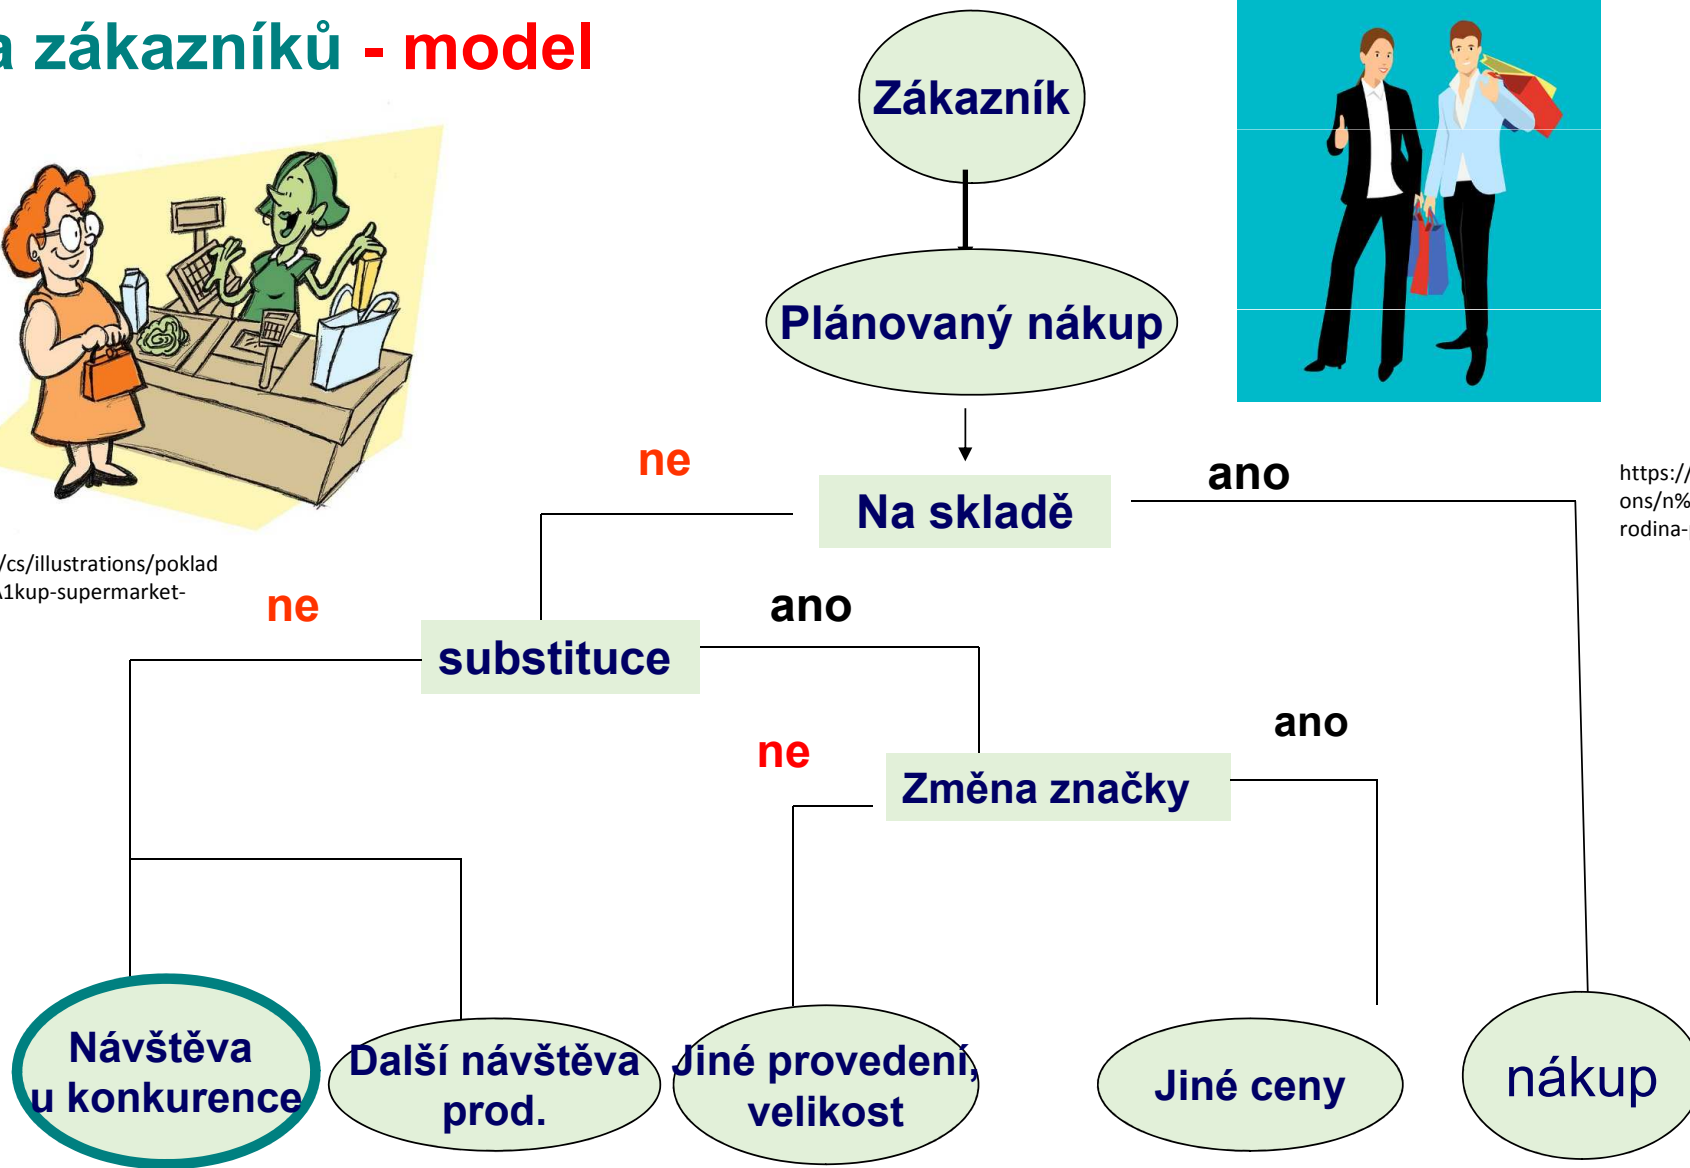 a zákazníků - model
Zákazník
Plánovaný nákup
ne
ano
Na skladě
https://
ons/n%
rodina-
/cs/illustrations/poklad
1kup-supermarket-
ne
ano
substituce
ano
ne
Změna značky
Návštěva
u konkurence
Další návštěva
prod.
Jiné provedení,
velikost
Jiné ceny
nákup